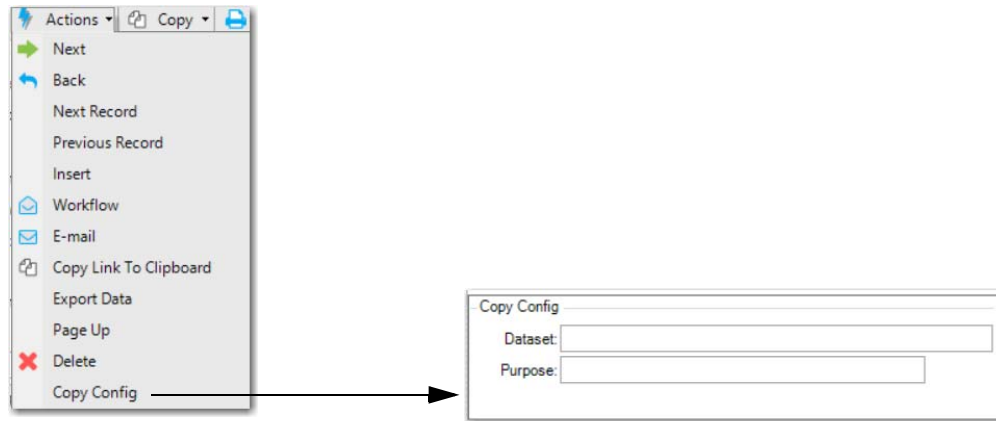 Actions Copy
Next
Back
Next Record
Previous Record
Insert
Workflow
E-mail
Copy Link To Clipboard
Export Data
Page Up
Delete
Copy Config
Copy Config
Dataset:
Purpose: